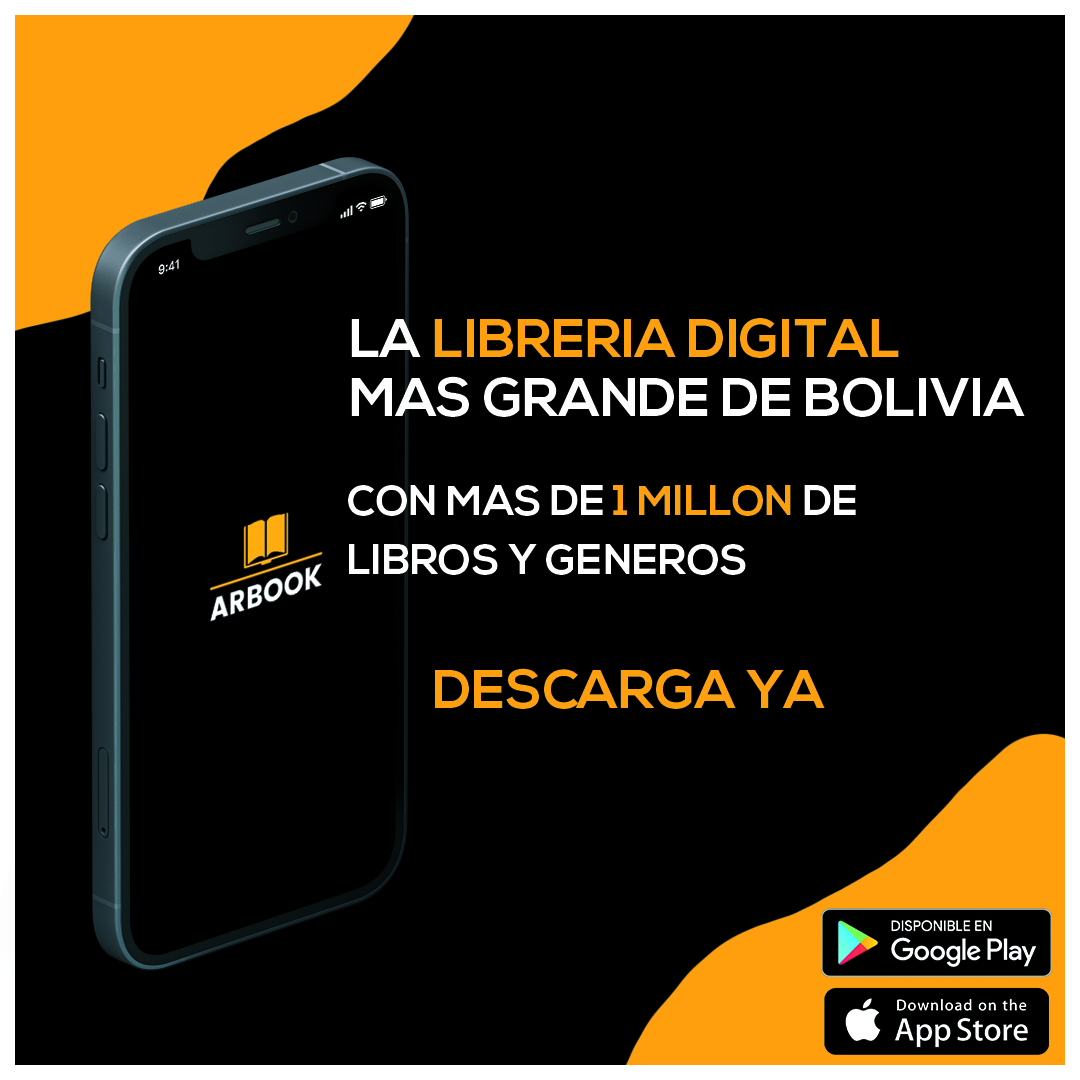 9:41
LA LIBRERIA DIGITAL
MAS GRANDE DE BOLIVIA
CON MAS DE 1 MILLON DE
LIBROS Y GENEROS
ARBOOK
DESCARGA YA
DISPONIBLE EN
Google Play
Download on the
App Store